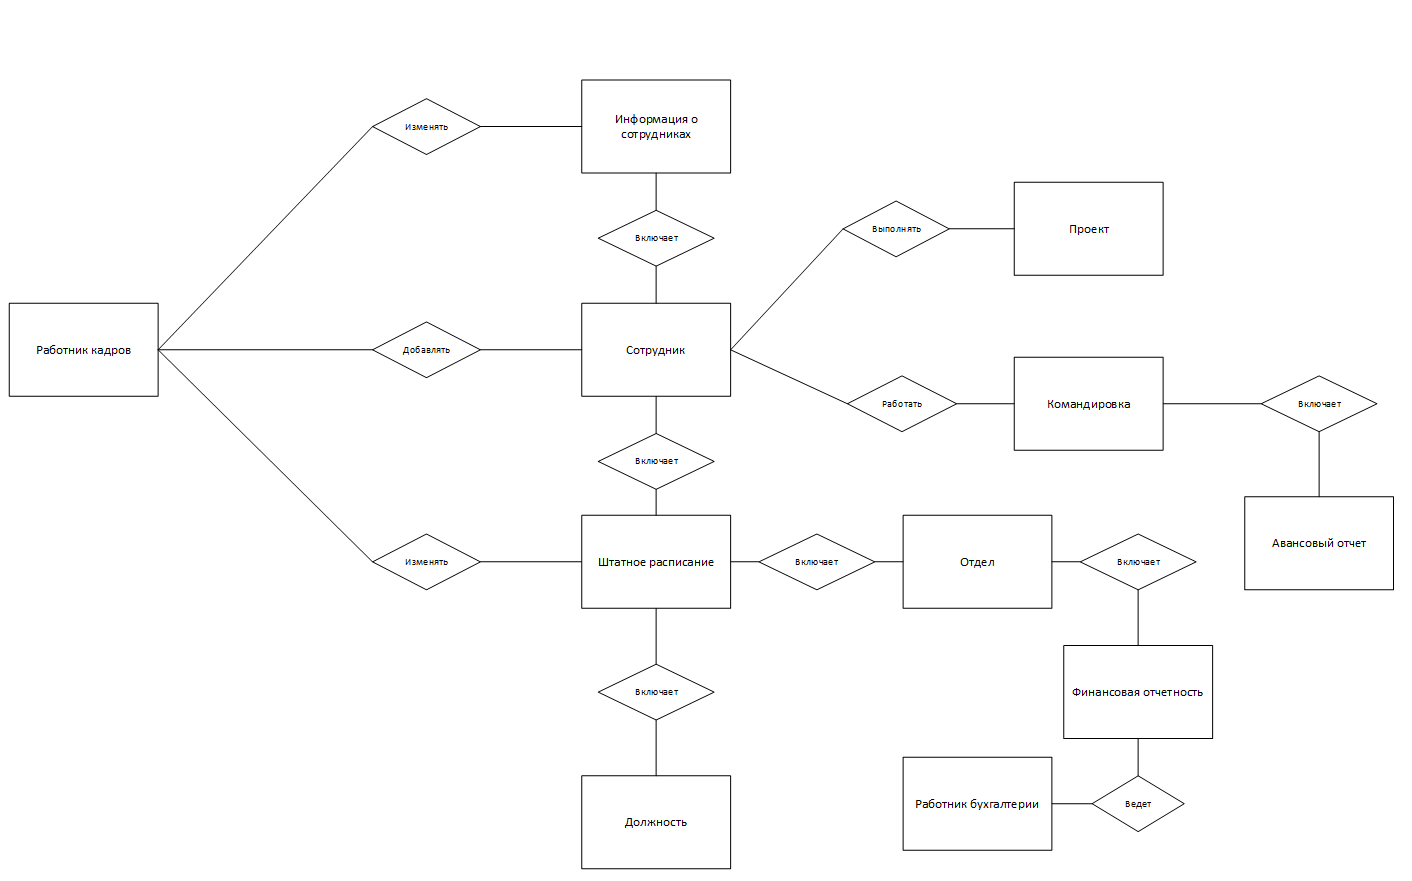 Информация о
сотрудниках
Изменять
Включает
Выполнять
Проект
Работник кадров
Добавлять
Сотрудник
Работать
Командировка
Включает
Включает
Авансовый отчет
Изменять
Штатное расписание
Включает
Отдел
Включает
Включает
Финансовая отчетность
Работник бухгалтерии
Ведет
Должность